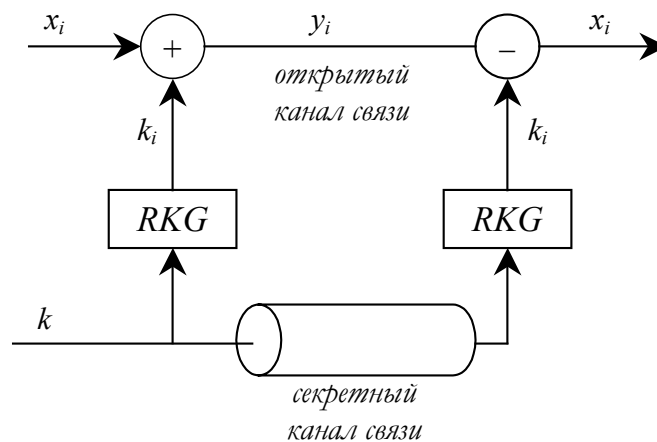 xᵢ
yᵢ
xᵢ
+
−
открытый
канал связи
kᵢ
kᵢ
RKG
RKG
k
секретный
канал связи